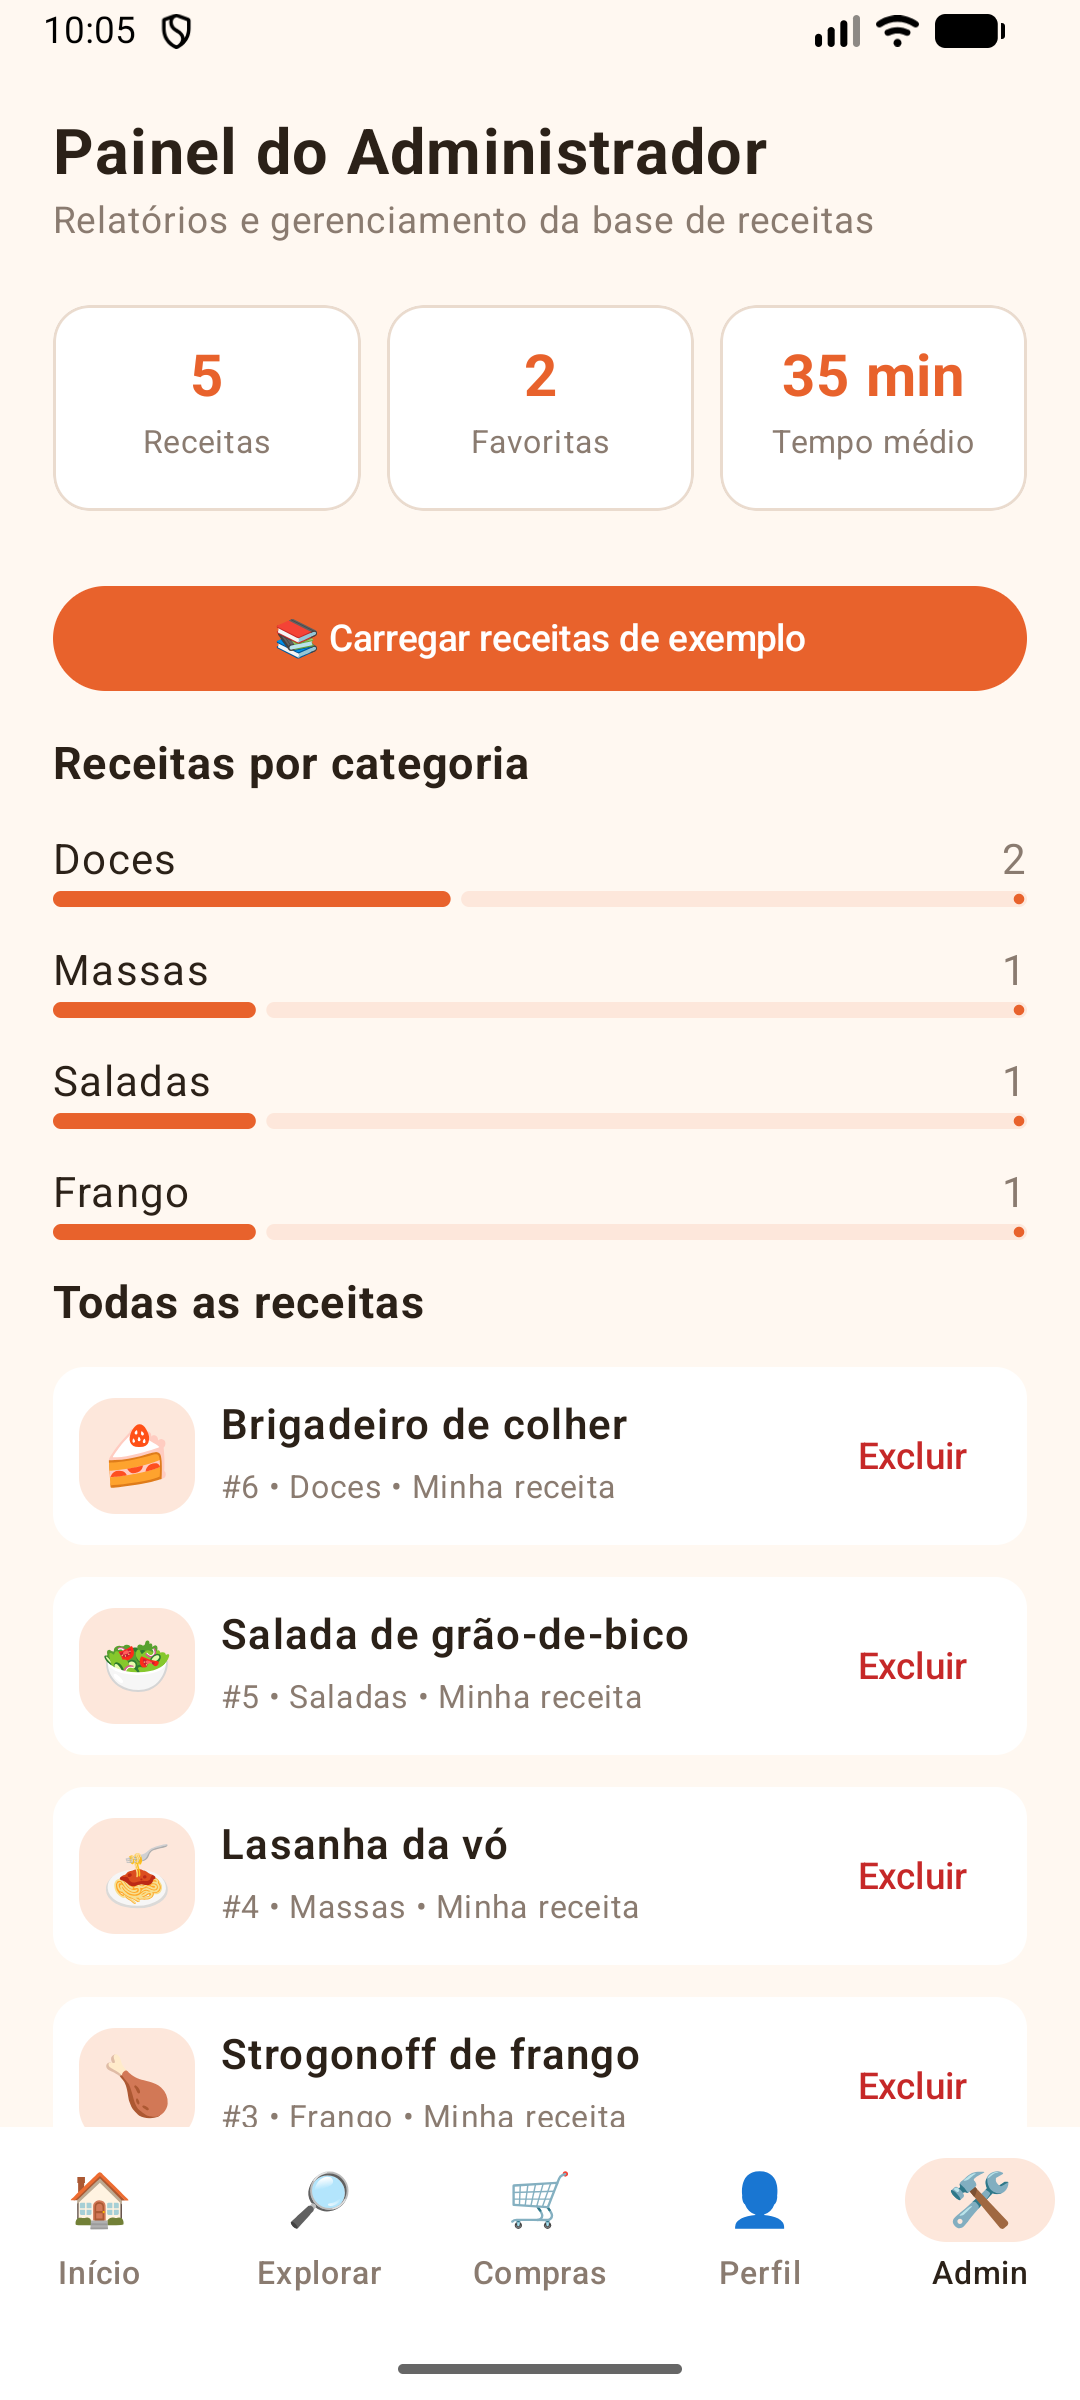 10:05
Painel do Administrador
Relatórios e gerenciamento da base de receitas
5
Receitas
2
Favoritas
35 min
Tempo médio
📚 Carregar receitas de exemplo
Receitas por categoria
Doces 2
Massas 1
Saladas 1
Frango 1
Todas as receitas
Brigadeiro de colher
#6 • Doces • Minha receita
Excluir
Salada de grão-de-bico
#5 • Saladas • Minha receita
Excluir
Lasanha da vó
#4 • Massas • Minha receita
Excluir
Strogonoff de frango
#3 • Frango • Minha receita
Excluir
Início
Explorar
Compras
Perfil
Admin